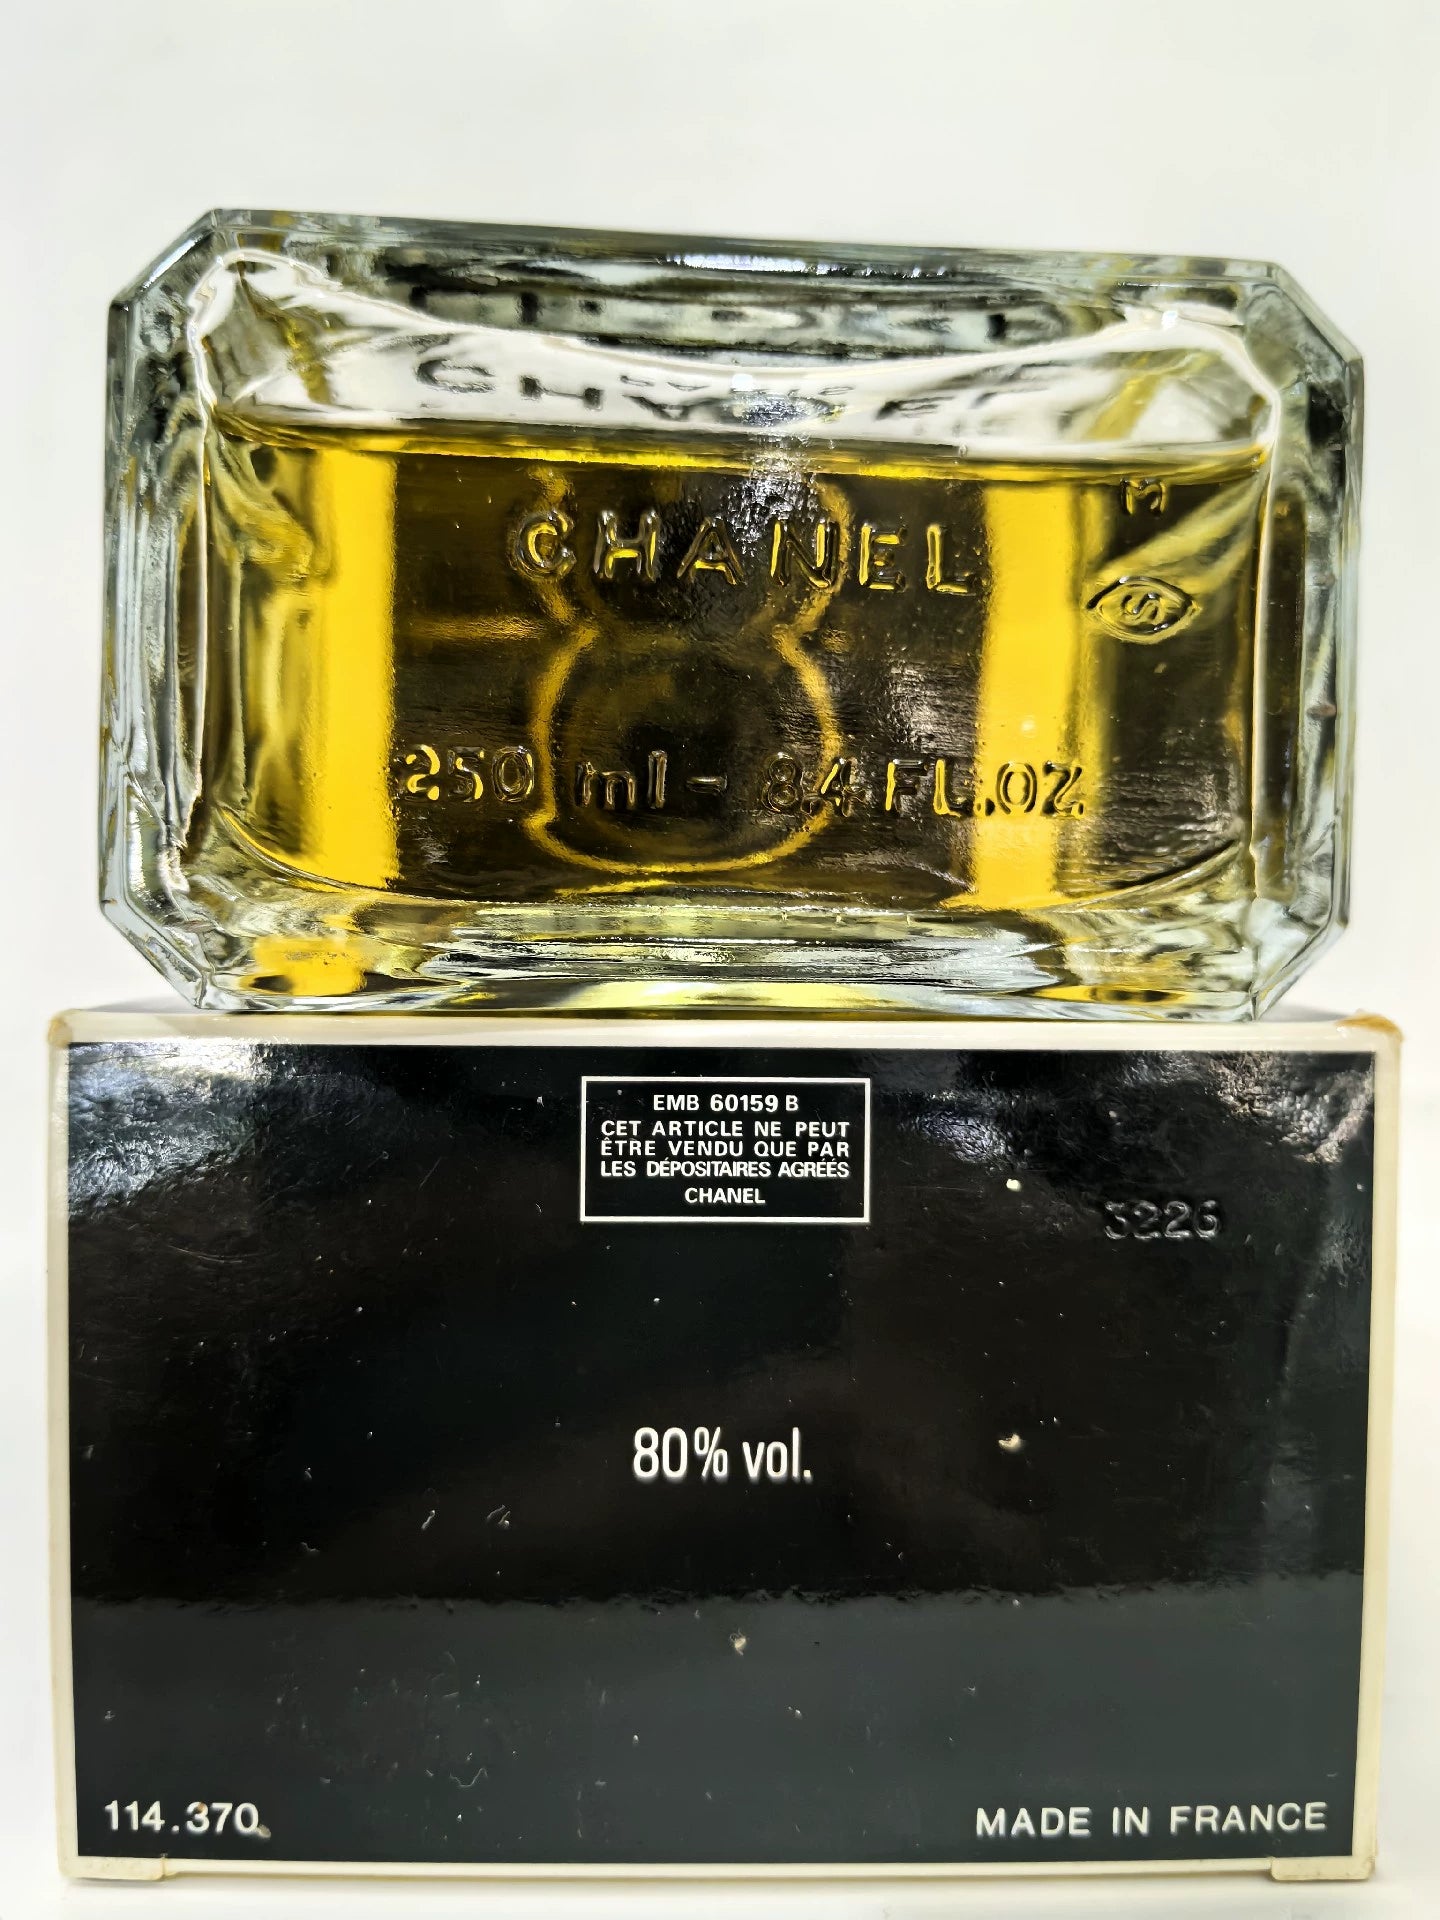 CHANEL
M
S
250 ml - 8.4 FL.OZ.
EMB 60159 B
CET ARTICLE NE PEUT
ÊTRE VENDU QUE PAR
LES DÉPOSITAIRES AGRÉÉS
CHANEL
3226
80% vol.
114.370
MADE IN FRANCE